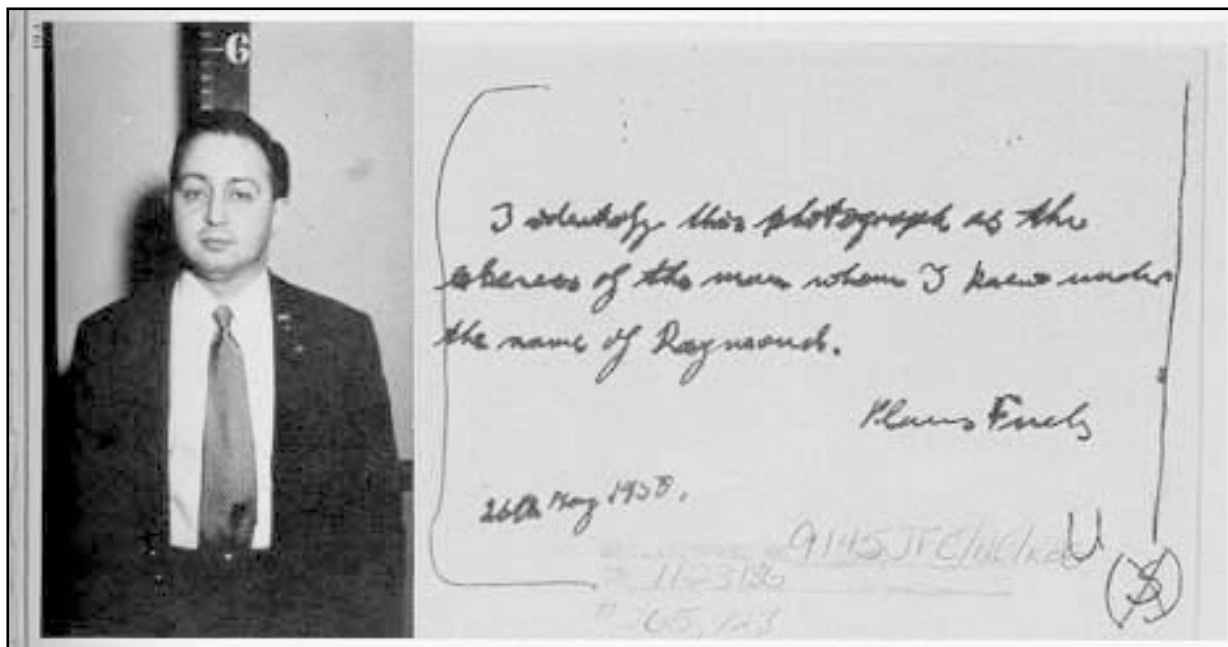 6
I identify this photograph as the
likeness of the man whom I knew under
the name of Raymond.
Klaus Fuchs
26th May 1950.
U
(S)